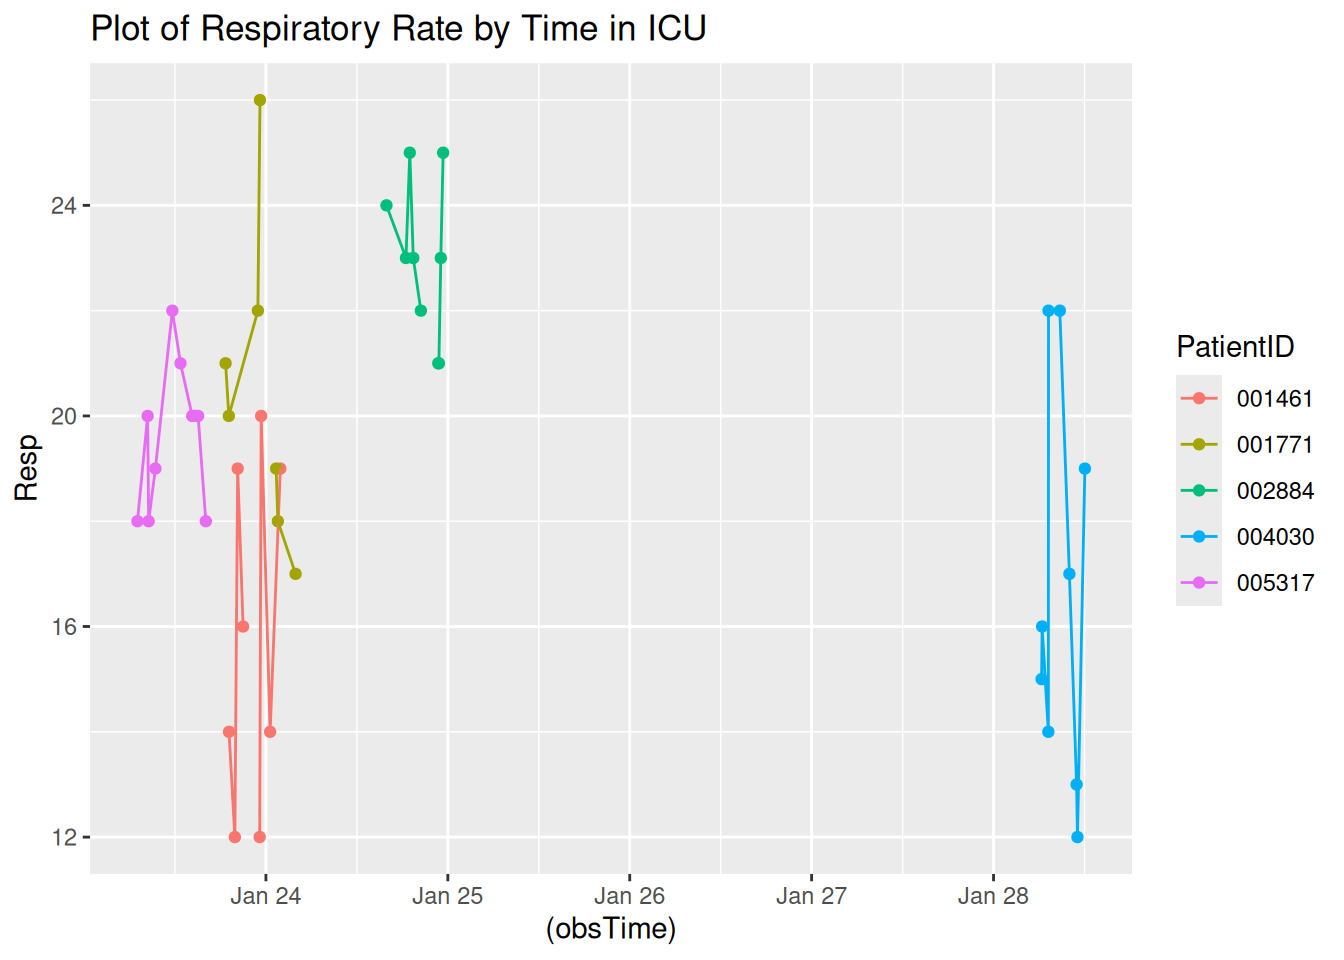 Plot of Respiratory Rate by Time in ICU
Resp
24
20
16
12
Jan 24
Jan 25
Jan 26
Jan 27
Jan 28
(obsTime)
PatientID
001461
001771
002884
004030
005317